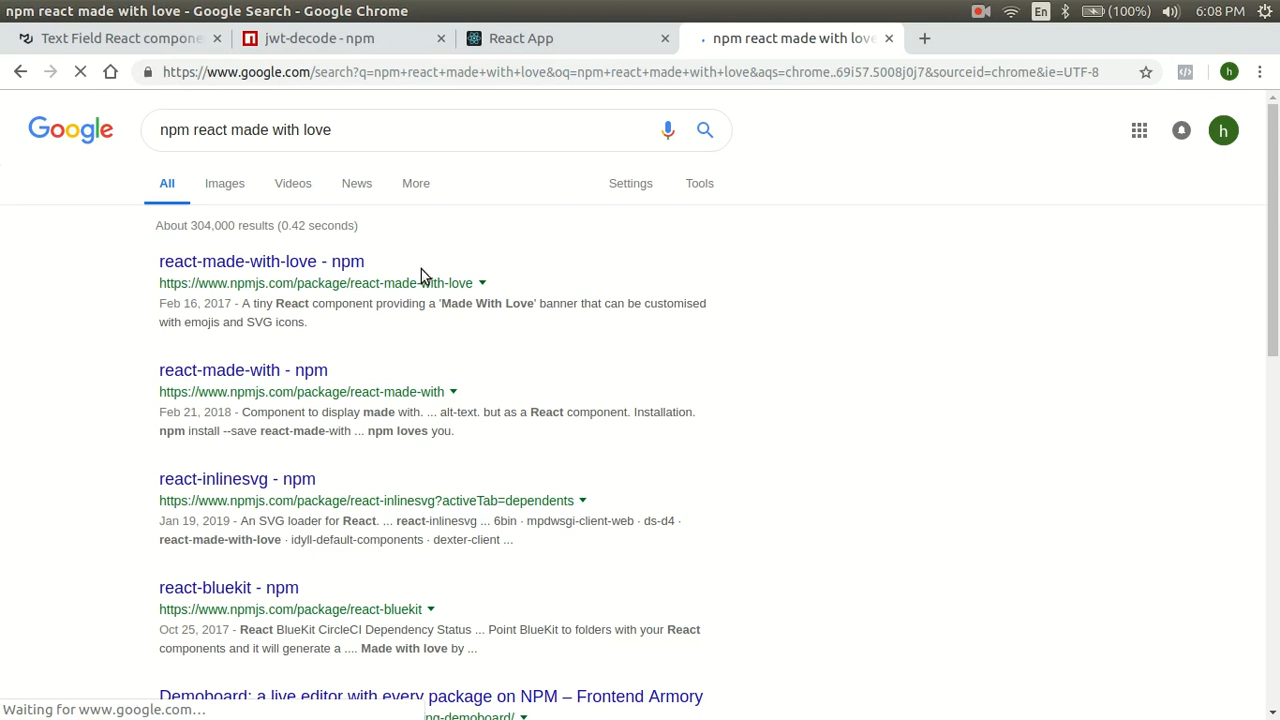 npm react made with love - Google Search - Google Chrome
En (100%) 6:08 PM
Text Field React compone
jwt-decode - npm
React App
npm react made with love
https://www.google.com/search?q=npm+react+made+with+love&oq=npm+react+made+with+love&aqs=chrome..69i57.5008j0j7&sourceid=chrome&ie=UTF-8
h
Google
npm react made with love
h
All Images Videos News More Settings Tools
About 304,000 results (0.42 seconds)
react-made-with-love - npm
https://www.npmjs.com/package/react-made-with-love
Feb 16, 2017 - A tiny React component providing a 'Made With Love' banner that can be customised
with emojis and SVG icons.
react-made-with - npm
https://www.npmjs.com/package/react-made-with
Feb 21, 2018 - Component to display made with. ... alt-text. but as a React component. Installation.
npm install --save react-made-with ... npm loves you.
react-inlinesvg - npm
https://www.npmjs.com/package/react-inlinesvg?activeTab=dependents
Jan 19, 2019 - An SVG loader for React. ... react-inlinesvg ... 6bin · mpdwsgi-client-web · ds-d4 ·
react-made-with-love · idyll-default-components · dexter-client ...
react-bluekit - npm
https://www.npmjs.com/package/react-bluekit
Oct 25, 2017 - React BlueKit CircleCI Dependency Status ... Point BlueKit to folders with your React
components and it will generate a .... Made with love by ...
Demoboard: a live editor with every package on NPM – Frontend Armory
ng-demoboard/
Waiting for www.google.com...